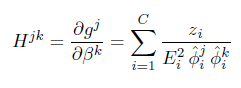 $$H^{jk} = \frac{\partial g^j}{\partial \beta^k} = \sum_{i=1}^{C} \frac{z_i}{E_i^2 \, \hat{\phi}_i^j \, \hat{\phi}_i^k}$$